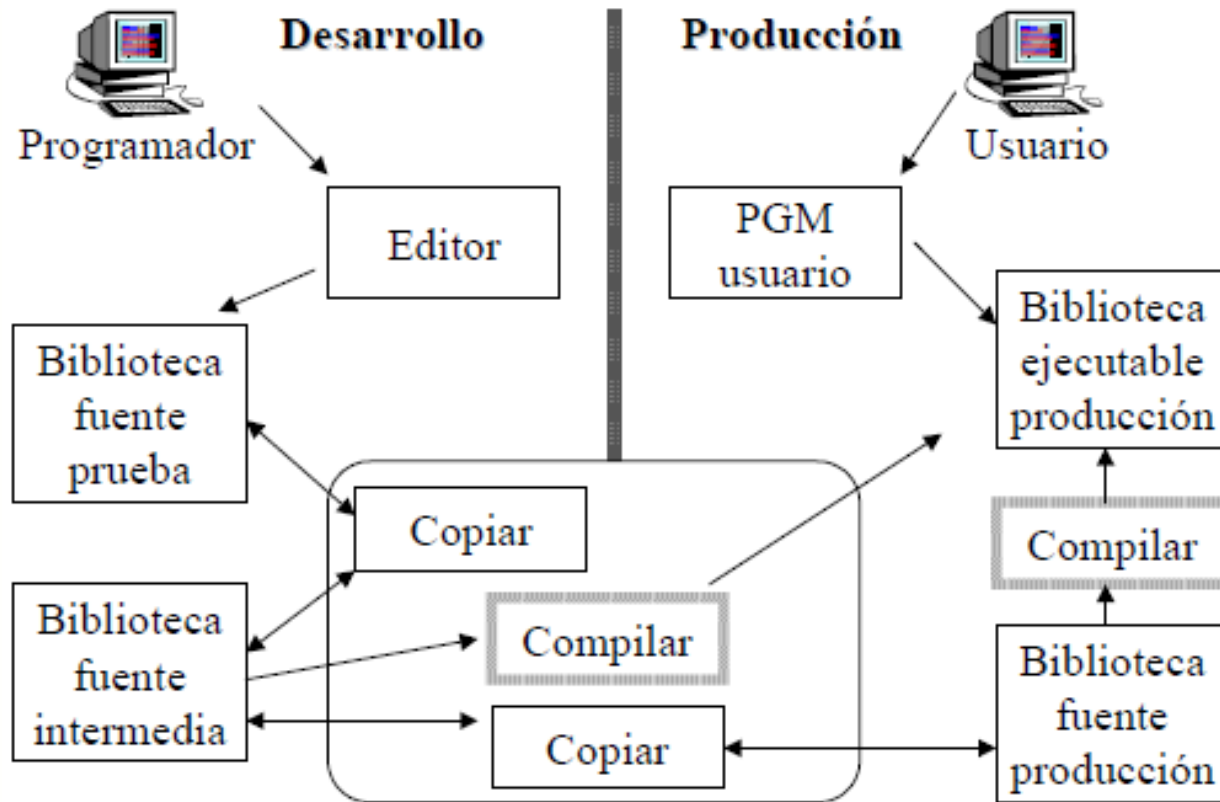 Desarrollo
Producción
Programador
Usuario
Editor
PGM
usuario
Biblioteca
ejecutable
producción
Biblioteca
fuente
prueba
Copiar
Compilar
Biblioteca
fuente
intermedia
Compilar
Copiar
Biblioteca
fuente
producción